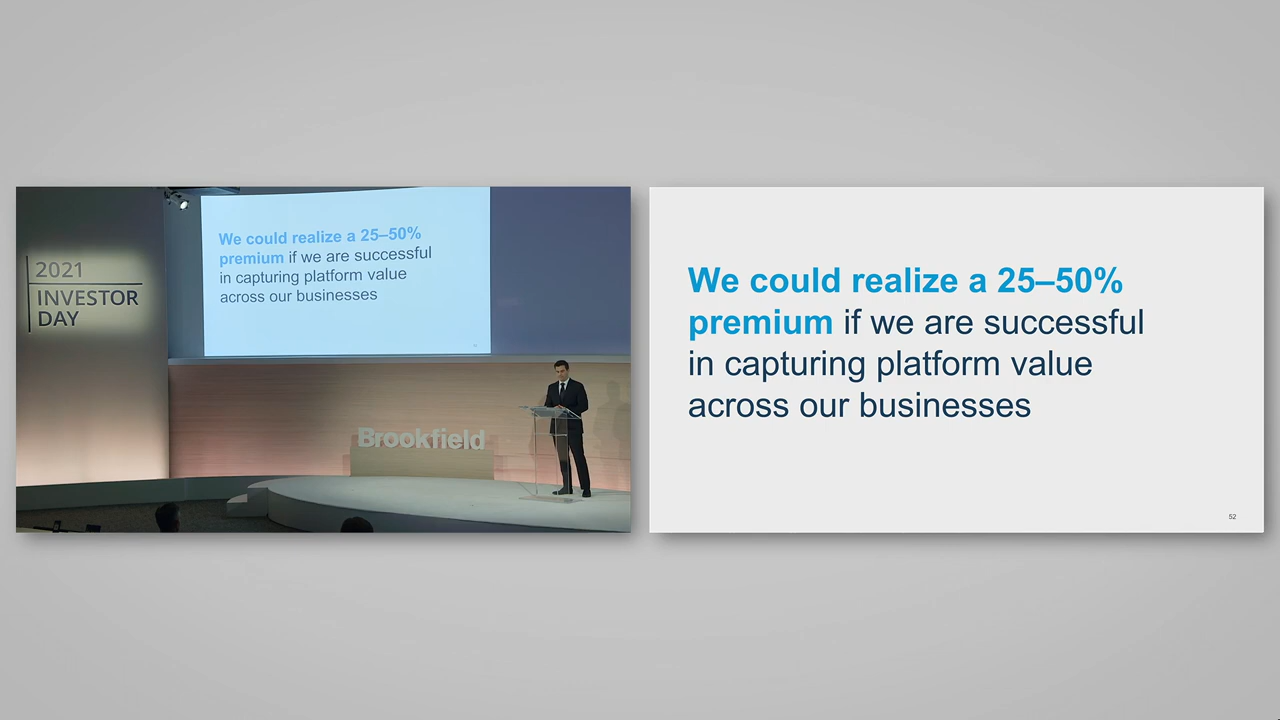 2021
INVESTOR
DAY
We could realize a 25–50%
premium if we are successful
in capturing platform value
across our businesses
Brookfield
We could realize a 25–50%
premium if we are successful
in capturing platform value
across our businesses
52